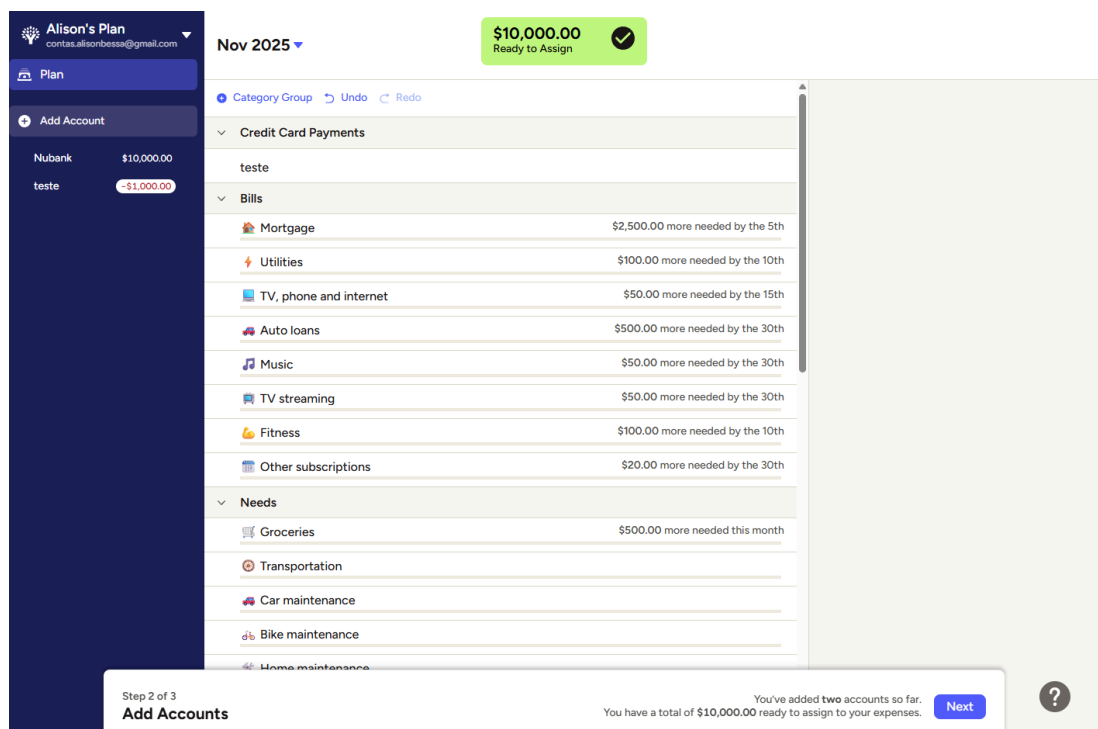 Alison's Plan
contas.alisonbessa@gmail.com
Plan
Add Account
Nubank $10,000.00
teste -$1,000.00
Nov 2025
$10,000.00
Ready to Assign
Category Group Undo Redo
Credit Card Payments
teste
Bills
Mortgage $2,500.00 more needed by the 5th
Utilities $100.00 more needed by the 10th
TV, phone and internet $50.00 more needed by the 15th
Auto loans $500.00 more needed by the 30th
Music $50.00 more needed by the 30th
TV streaming $50.00 more needed by the 30th
Fitness $100.00 more needed by the 10th
Other subscriptions $20.00 more needed by the 30th
Needs
Groceries $500.00 more needed this month
Transportation
Car maintenance
Bike maintenance
Home maintenance
Step 2 of 3
Add Accounts
You've added two accounts so far.
You have a total of $10,000.00 ready to assign to your expenses.
Next
?